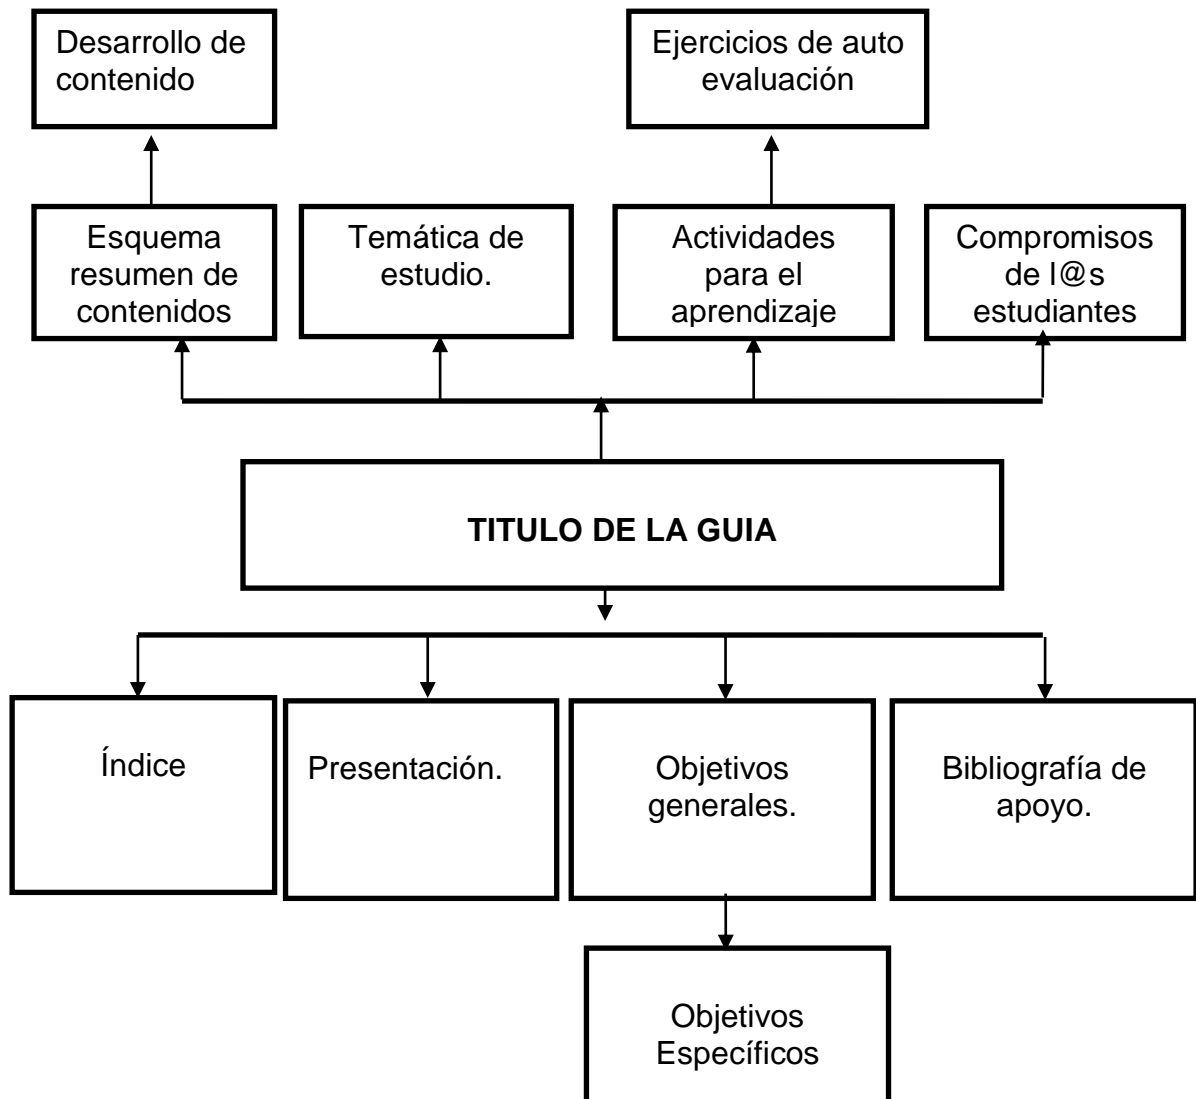 Desarrollo de
contenido
Ejercicios de auto
evaluación
Esquema
resumen de
contenidos
Temática de
estudio.
Actividades
para el
aprendizaje
Compromisos
de l@s
estudiantes
TITULO DE LA GUIA
Índice
Presentación.
Objetivos
generales.
Bibliografía de
apoyo.
Objetivos
Específicos